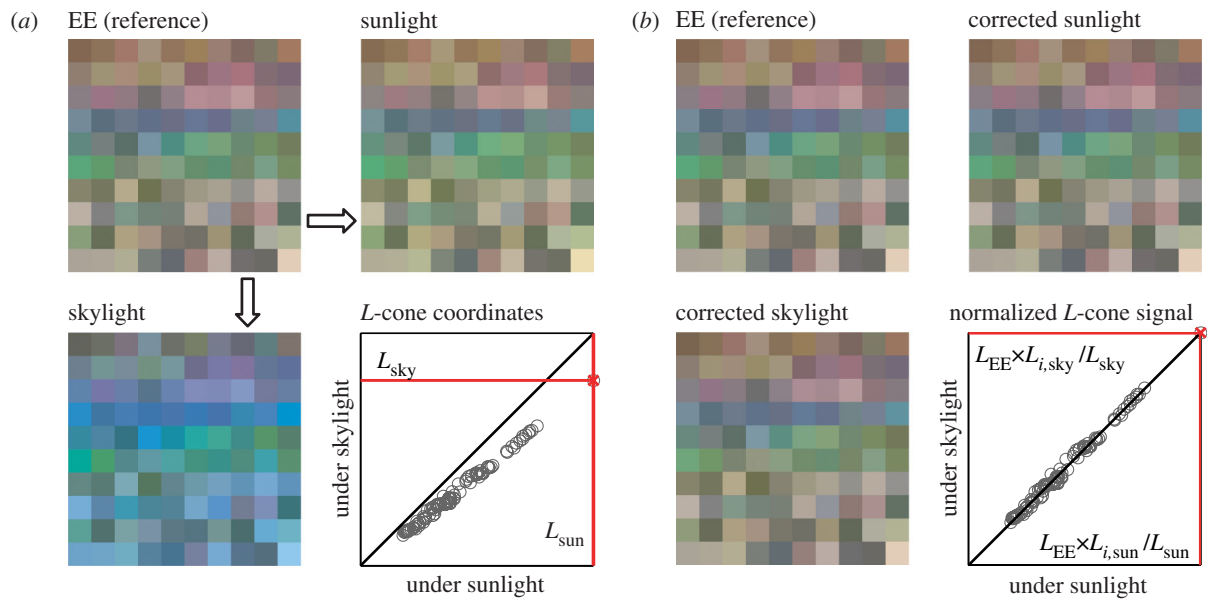 (a) EE (reference)
sunlight
skylight
L-cone coordinates
L_sky
L_sun
under skylight
under sunlight
(b) EE (reference)
corrected sunlight
corrected skylight
normalized L-cone signal
L_EE×L_i,sky/L_sky
L_EE×L_i,sun/L_sun
under skylight
under sunlight